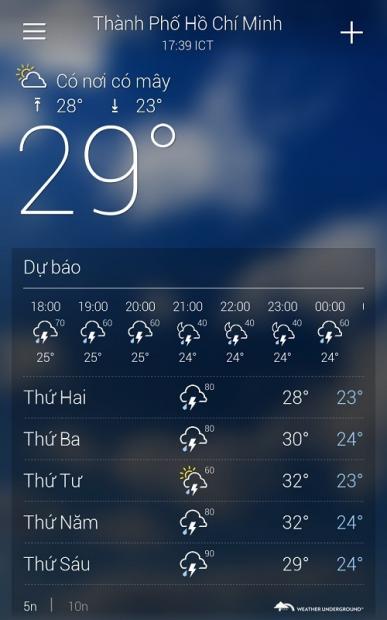 Thành Phố Hồ Chí Minh
17:39 ICT
Có nơi có mây
28° 23°
29°
Dự báo
18:00 19:00 20:00 21:00 22:00 23:00 00:00
70 60 60 40 40 40 60
25° 25° 25° 24° 24° 24° 24°
Thứ Hai 80 28° 23°
Thứ Ba 80 30° 24°
Thứ Tư 60 32° 23°
Thứ Năm 80 32° 24°
Thứ Sáu 90 29° 24°
5n | 10n WEATHER UNDERGROUND